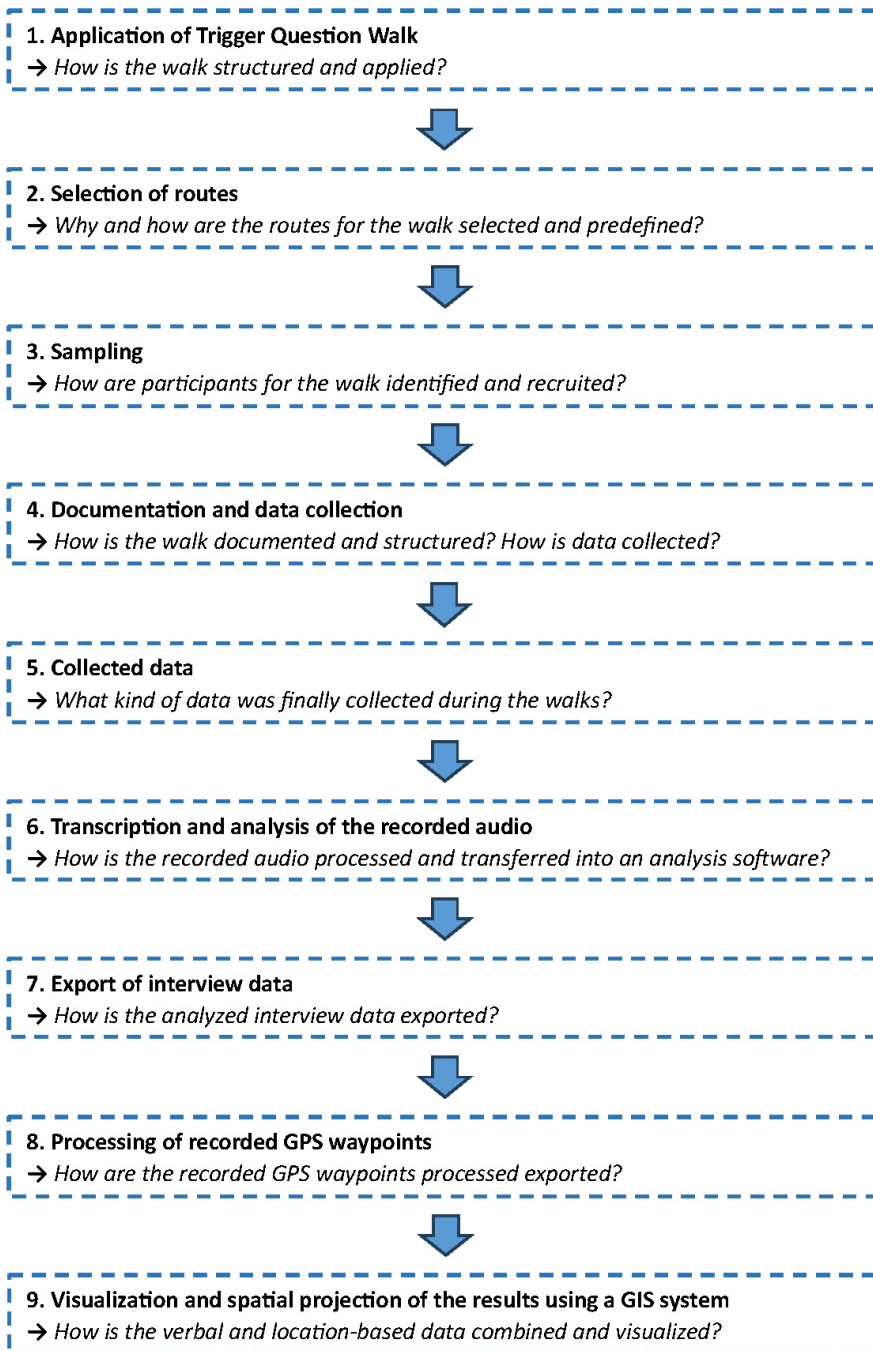 1. Application of Trigger Question Walk
→ How is the walk structured and applied?
2. Selection of routes
→ Why and how are the routes for the walk selected and predefined?
3. Sampling
→ How are participants for the walk identified and recruited?
4. Documentation and data collection
→ How is the walk documented and structured? How is data collected?
5. Collected data
→ What kind of data was finally collected during the walks?
6. Transcription and analysis of the recorded audio
→ How is the recorded audio processed and transferred into an analysis software?
7. Export of interview data
→ How is the analyzed interview data exported?
8. Processing of recorded GPS waypoints
→ How are the recorded GPS waypoints processed exported?
9. Visualization and spatial projection of the results using a GIS system
→ How is the verbal and location-based data combined and visualized?